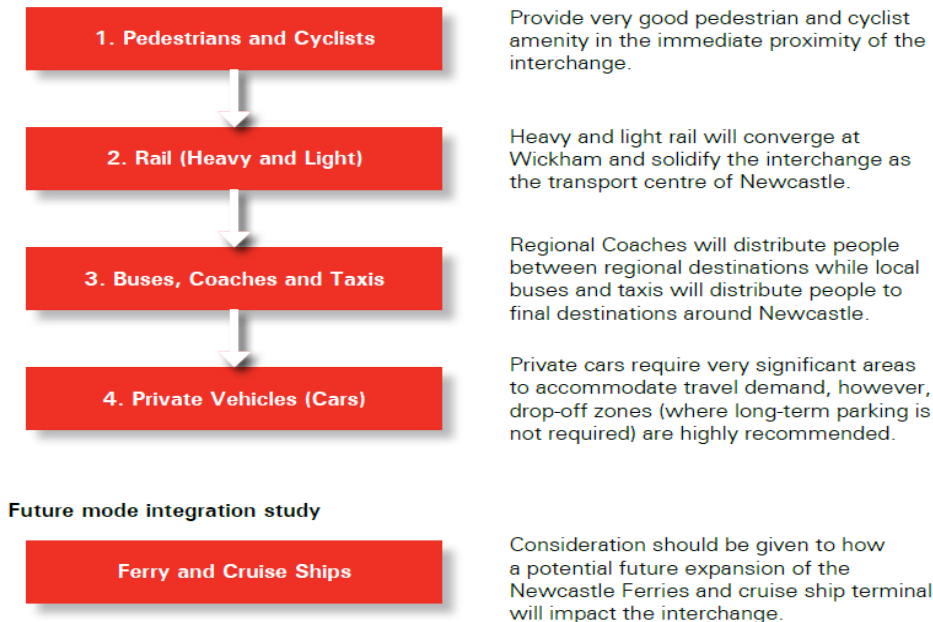 1. Pedestrians and Cyclists
Provide very good pedestrian and cyclist
amenity in the immediate proximity of the
interchange.
2. Rail (Heavy and Light)
Heavy and light rail will converge at
Wickham and solidify the interchange as
the transport centre of Newcastle.
3. Buses, Coaches and Taxis
Regional Coaches will distribute people
between regional destinations while local
buses and taxis will distribute people to
final destinations around Newcastle.
4. Private Vehicles (Cars)
Private cars require very significant areas
to accommodate travel demand, however,
drop-off zones (where long-term parking is
not required) are highly recommended.
Future mode integration study
Ferry and Cruise Ships
Consideration should be given to how
a potential future expansion of the
Newcastle Ferries and cruise ship terminal
will impact the interchange.